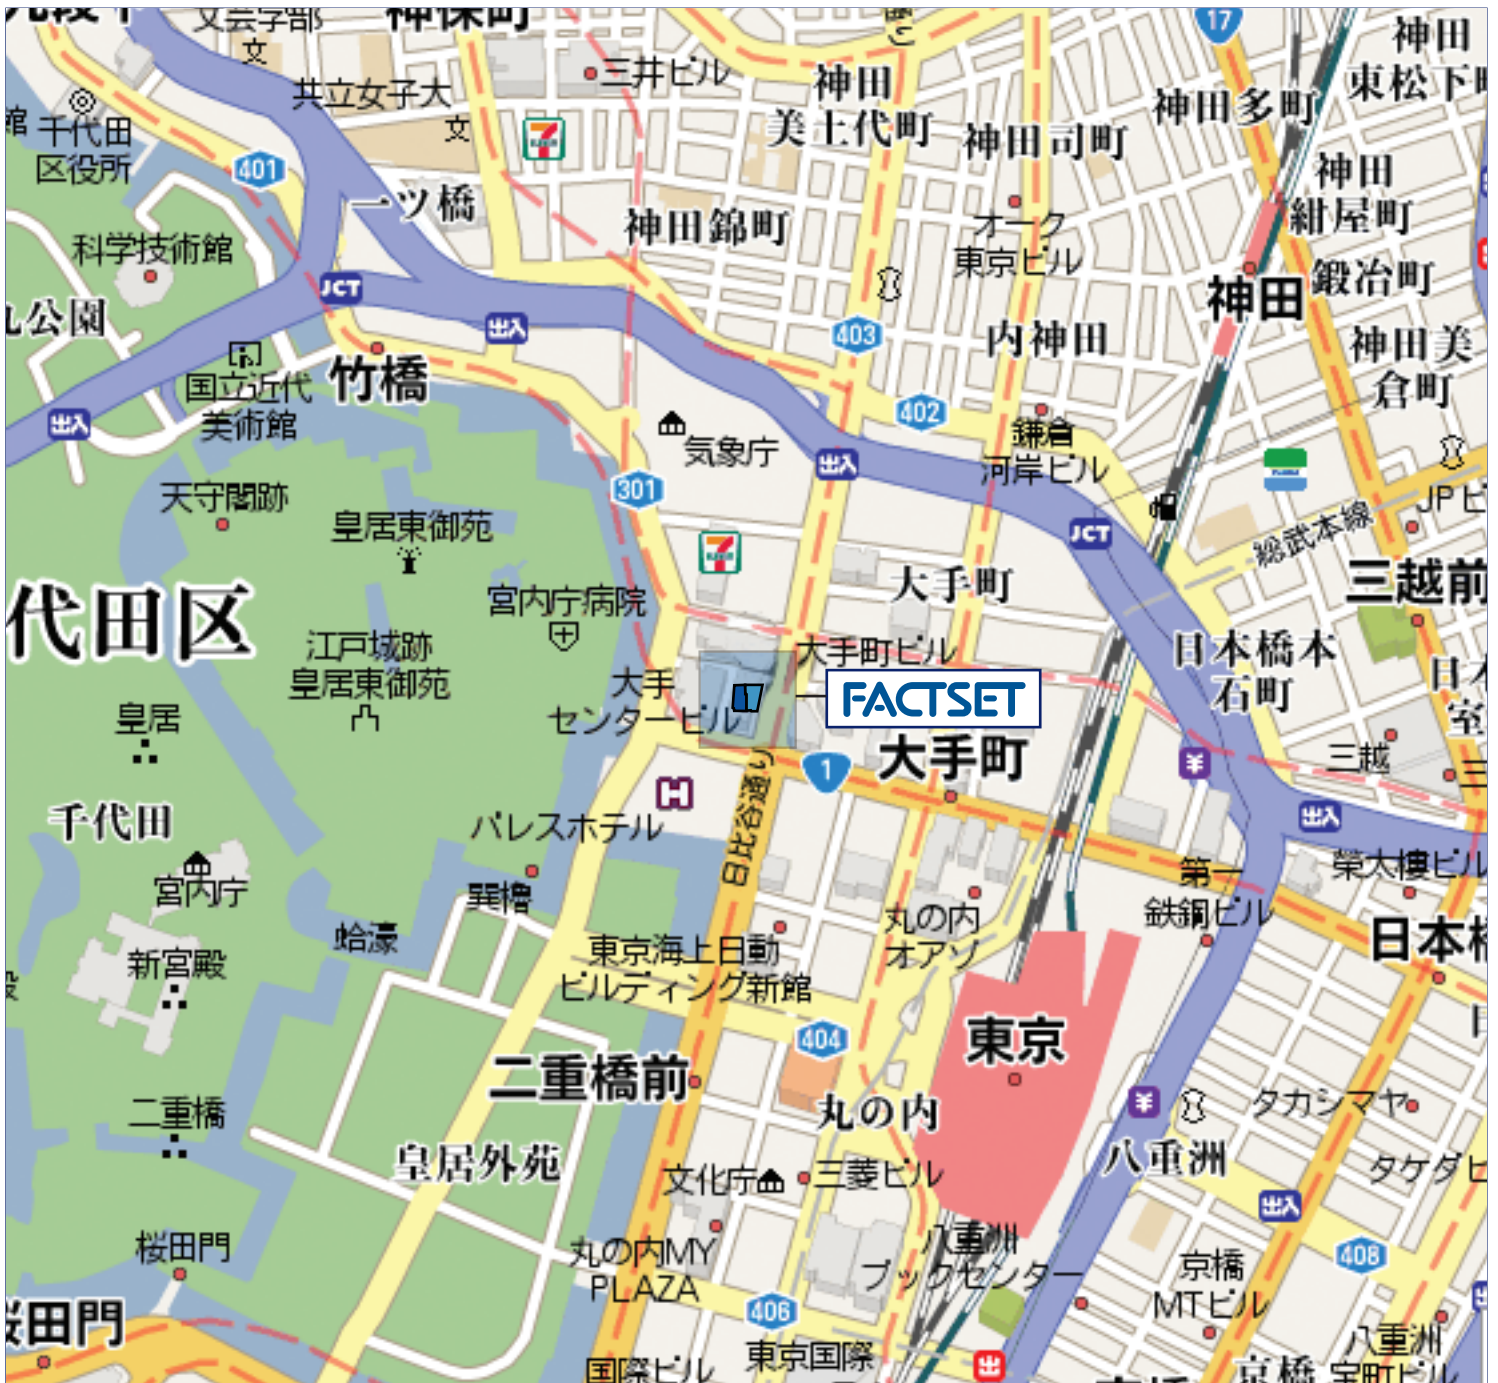 文芸学部
神保町
17
神田
東松下町
三井ビル
神田
美土代町
神田多町
共立女子大
千代田
区役所
401
神田司町
神田
紺屋町
一ツ橋
神田錦町
オーク
東京ビル
科学技術館
鍛冶町
神田
JCT
出入
403
内神田
神田美
倉町
竹橋
国立近代
美術館
出入
402
鎌倉
河岸ビル
気象庁
出入
301
天守閣跡
皇居東御苑
JCT
総武本線
JPビ
大手町
三越前
宮内庁病院
代田区
江戸城跡
皇居東御苑
大手町ビル
日本橋本
石町
大手
センタービル
FACTSET
皇居
大手町
1
三越
日比谷通り
千代田
パレスホテル
H
¥
出入
宮内庁
巽櫓
第一
鉄鋼ビル
榮太樓ビル
丸の内
オアゾ
蛤濠
新宮殿
東京海上日動
ビルディング新館
日本橋
404
東京
二重橋前
丸の内
¥
タカシマヤ
二重橋
皇居外苑
八重洲
文化庁
三菱ビル
タケダビ
出入
桜田門
丸の内MY
PLAZA
八重洲
ブックセンター
408
京橋
MTビル
406
桜田門
八重洲
宝町ビル
東京国際
国際ビル
出
京橋